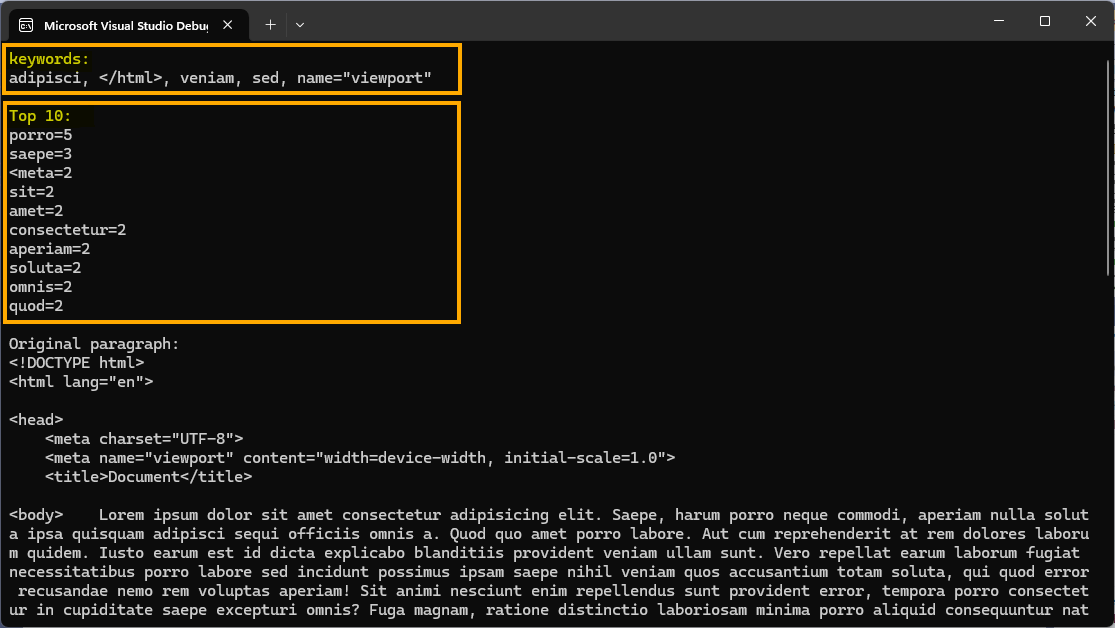 Microsoft Visual Studio Debug
keywords:
adipisci, </html>, veniam, sed, name="viewport"
Top 10:
porro=5
saepe=3
<meta=2
sit=2
amet=2
consectetur=2
aperiam=2
soluta=2
omnis=2
quod=2
Original paragraph:
<!DOCTYPE html>
<html lang="en">
<head>
    <meta charset="UTF-8">
    <meta name="viewport" content="width=device-width, initial-scale=1.0">
    <title>Document</title>
<body>    Lorem ipsum dolor sit amet consectetur adipisicing elit. Saepe, harum porro neque commodi, aperiam nulla solut
a ipsa quisquam adipisci sequi officiis omnis a. Quod quo amet porro labore. Aut cum reprehenderit at rem dolores laboru
m quidem. Iusto earum est id dicta explicabo blanditiis provident veniam ullam sunt. Vero repellat earum laborum fugiat
necessitatibus porro labore sed incidunt possimus ipsam saepe nihil veniam quos accusantium totam soluta, qui quod error
 recusandae nemo rem voluptas aperiam! Sit animi nesciunt enim repellendus sunt provident error, tempora porro consectet
ur in cupiditate saepe excepturi omnis? Fuga magnam, ratione distinctio laboriosam minima porro aliquid consequuntur nat